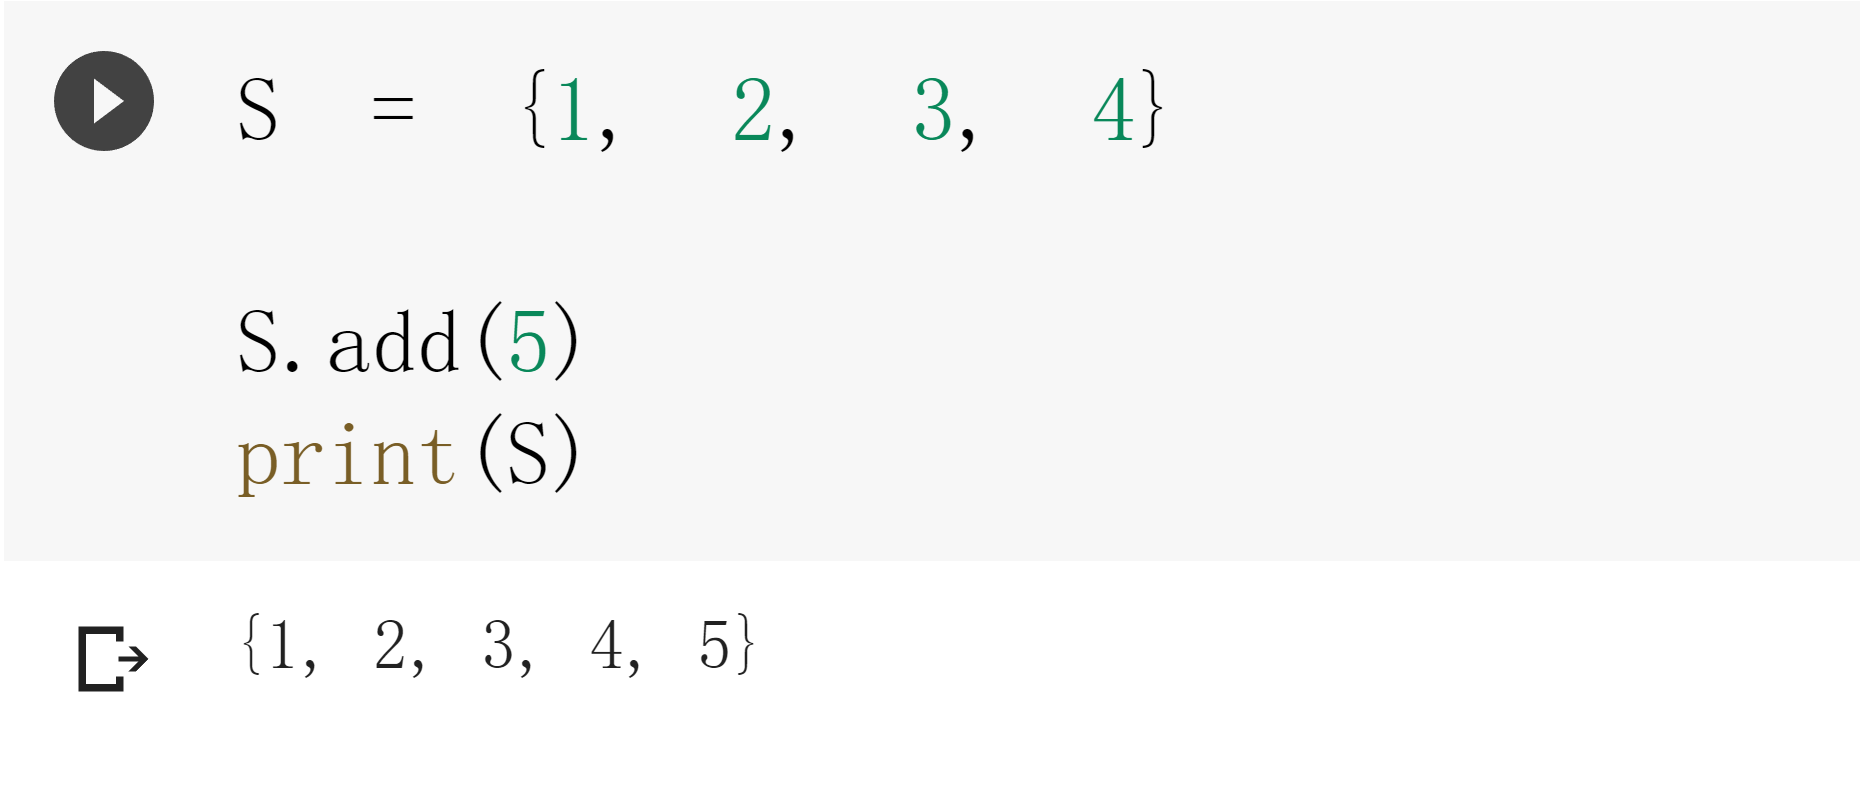 S = {1, 2, 3, 4}
S.add(5)
print(S)
{1, 2, 3, 4, 5}